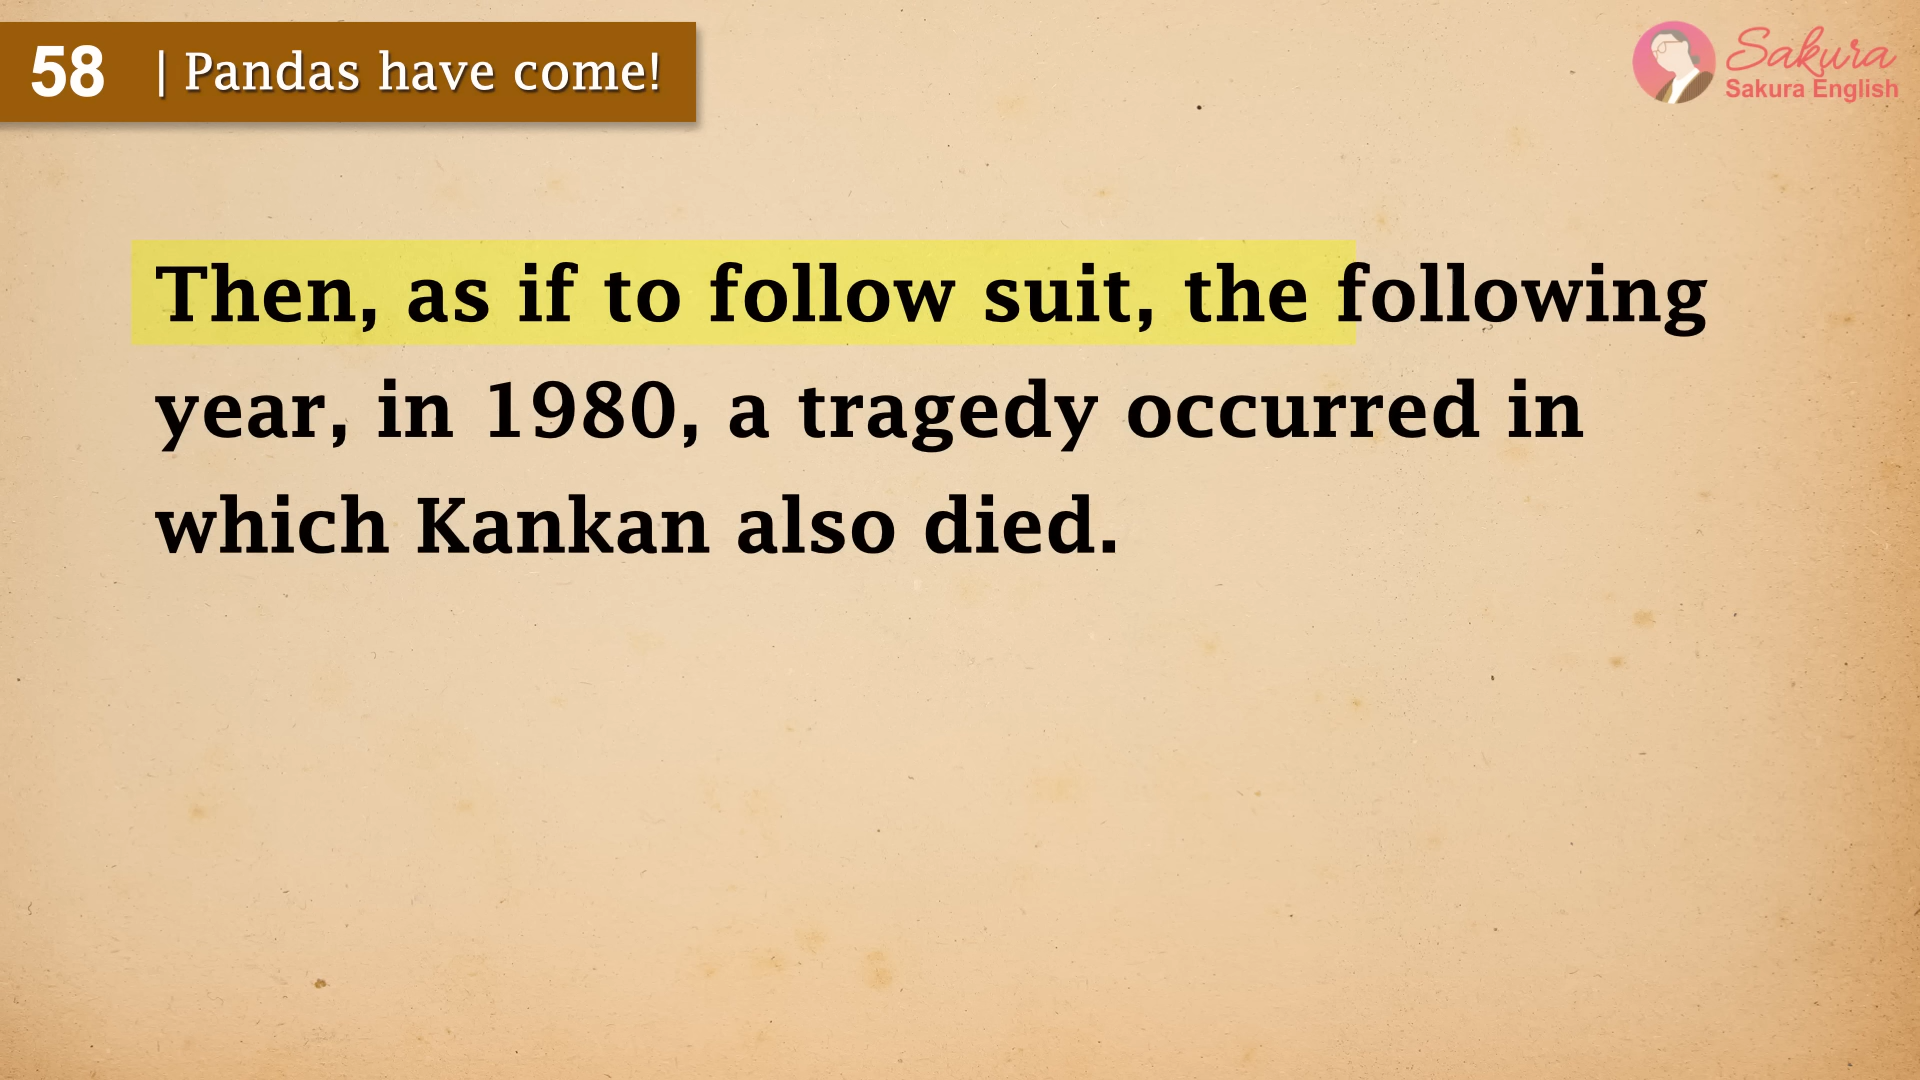 58 | Pandas have come!
Sakura
Sakura English
Then, as if to follow suit, the following
year, in 1980, a tragedy occurred in
which Kankan also died.